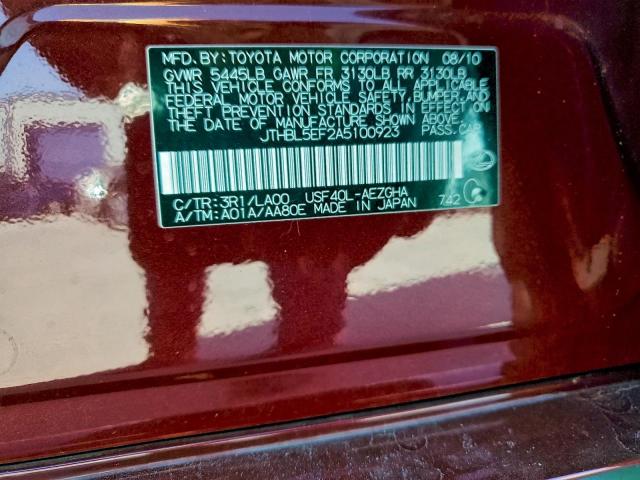 MFD. BY: TOYOTA MOTOR CORPORATION 08/10
GVWR 5445LB GAWR FR 3130LB RR 3130LB
THIS VEHICLE CONFORMS TO ALL APPLICABLE
FEDERAL MOTOR VEHICLE SAFETY, BUMPER, AND
THEFT PREVENTION STANDARDS IN EFFECT ON
THE DATE OF MANUFACTURE SHOWN ABOVE.
JTHBL5EF2A5100923 PASS. CAR
C/TR: 3R1/LA00 USF40L-AEZGHA
A/TM: A01A/AA80E MADE IN JAPAN 742 C